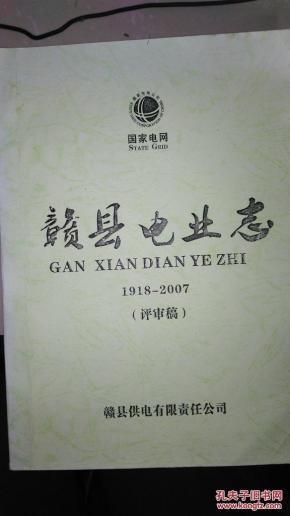 国家电网
STATE GRID
赣县电业志
GAN XIAN DIAN YE ZHI
1918-2007
（评审稿）
赣县供电有限责任公司
孔夫子旧书网